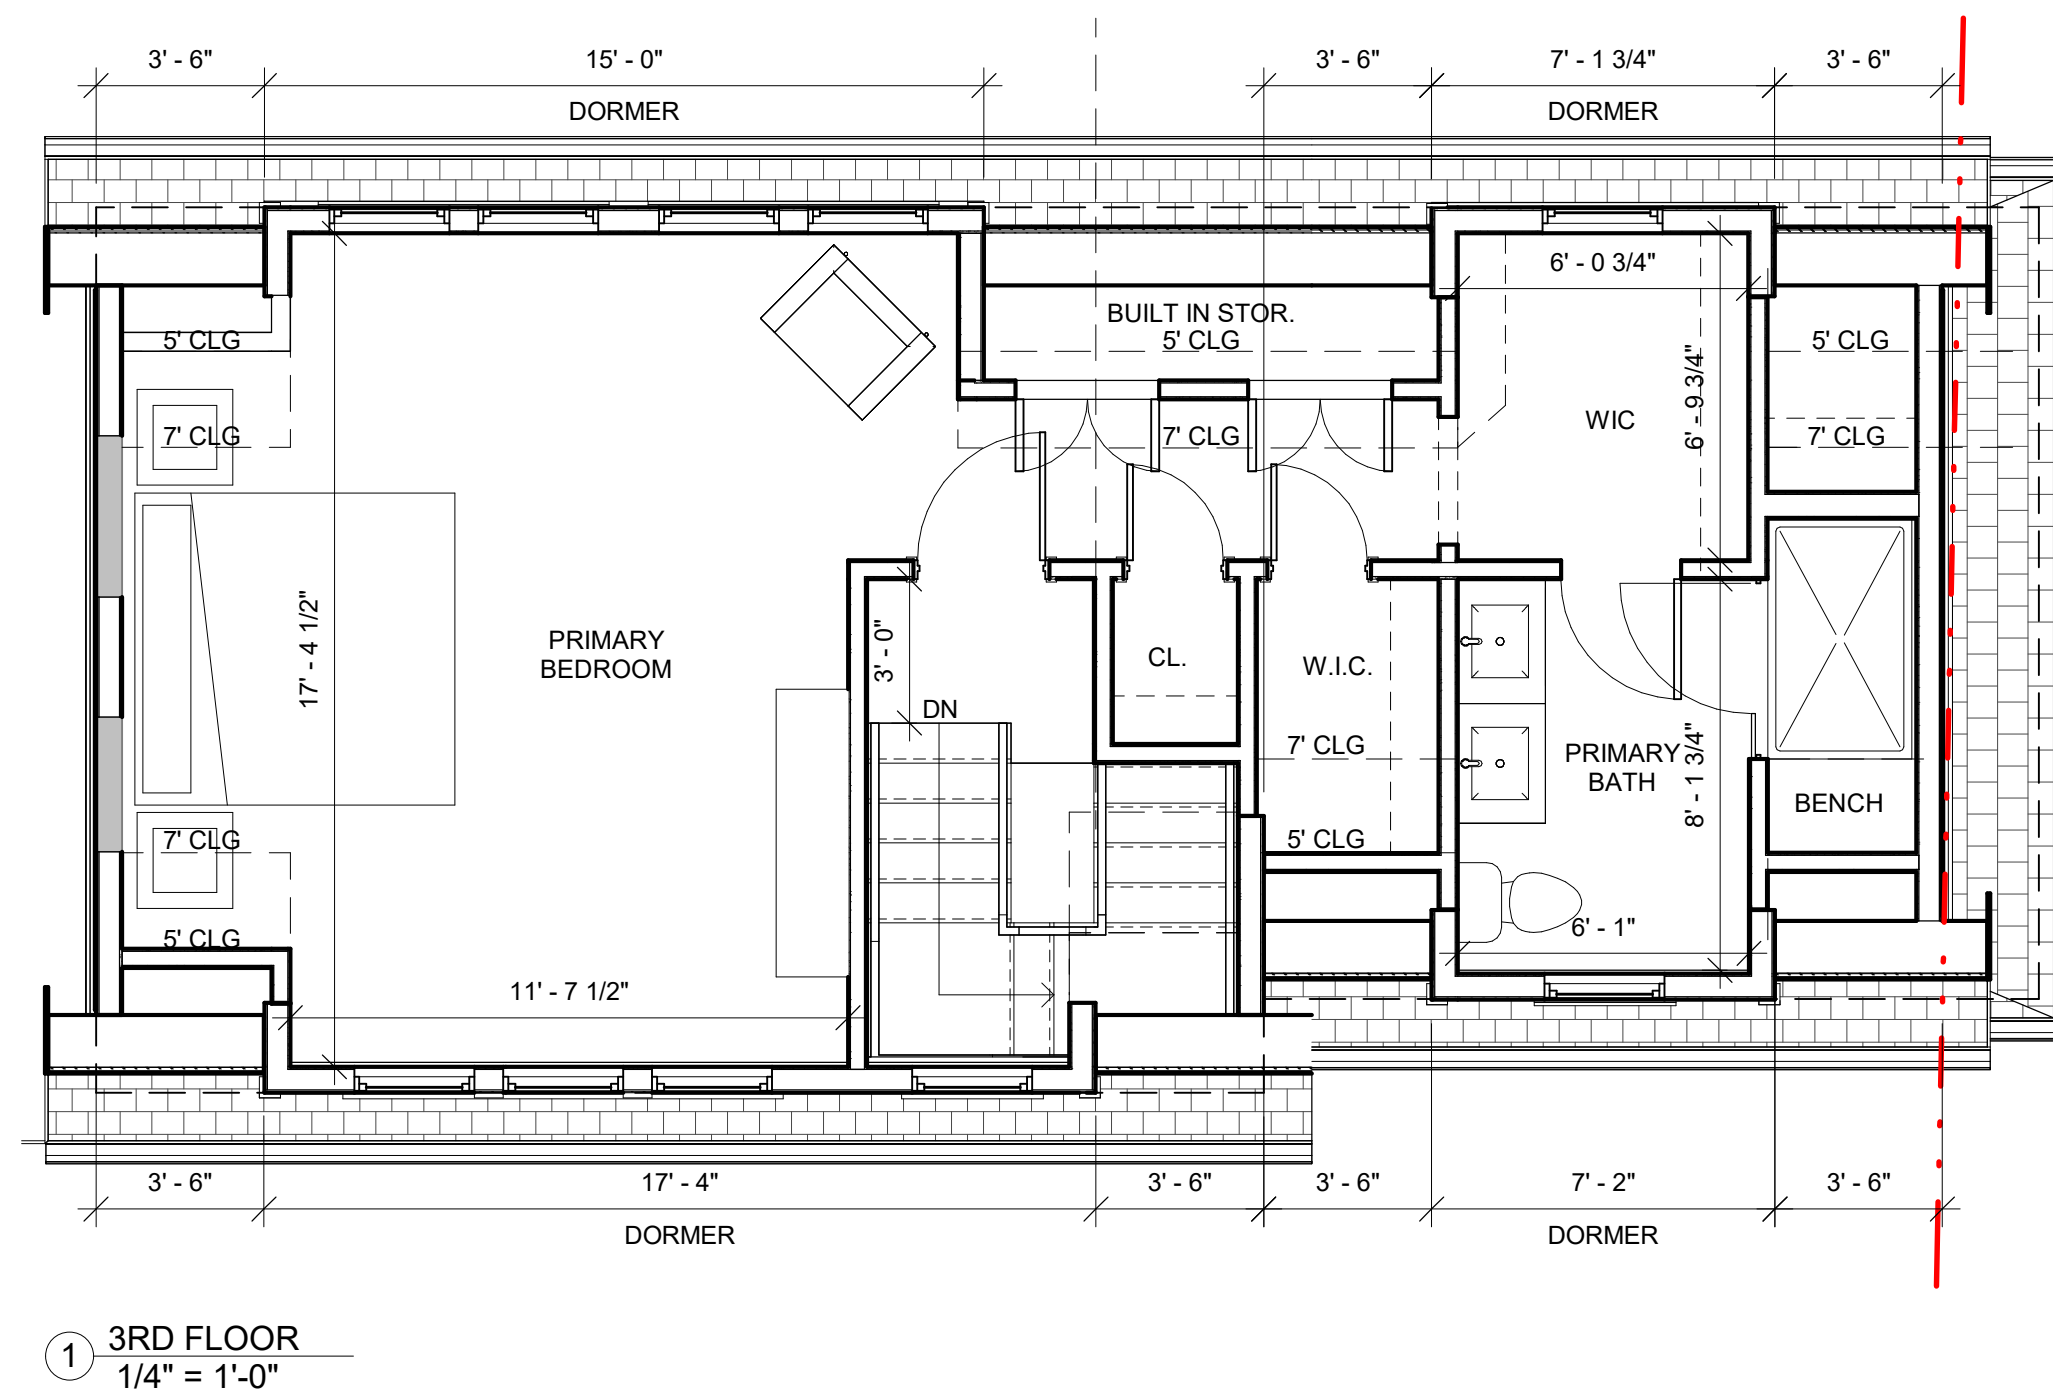 3' - 6"
15' - 0"
3' - 6"
7' - 1 3/4"
3' - 6"
DORMER
DORMER
6' - 0 3/4"
BUILT IN STOR.
5' CLG
5' CLG
5' CLG
7' CLG
7' CLG
7' CLG
WIC
6' - 9 3/4"
17' - 4 1/2"
PRIMARY
BEDROOM
3' - 0"
CL.
W.I.C.
DN
7' CLG
PRIMARY
BATH
8' - 1 3/4"
BENCH
7' CLG
5' CLG
5' CLG
6' - 1"
11' - 7 1/2"
3' - 6"
17' - 4"
3' - 6"
3' - 6"
7' - 2"
3' - 6"
DORMER
DORMER
1
3RD FLOOR
1/4" = 1'-0"